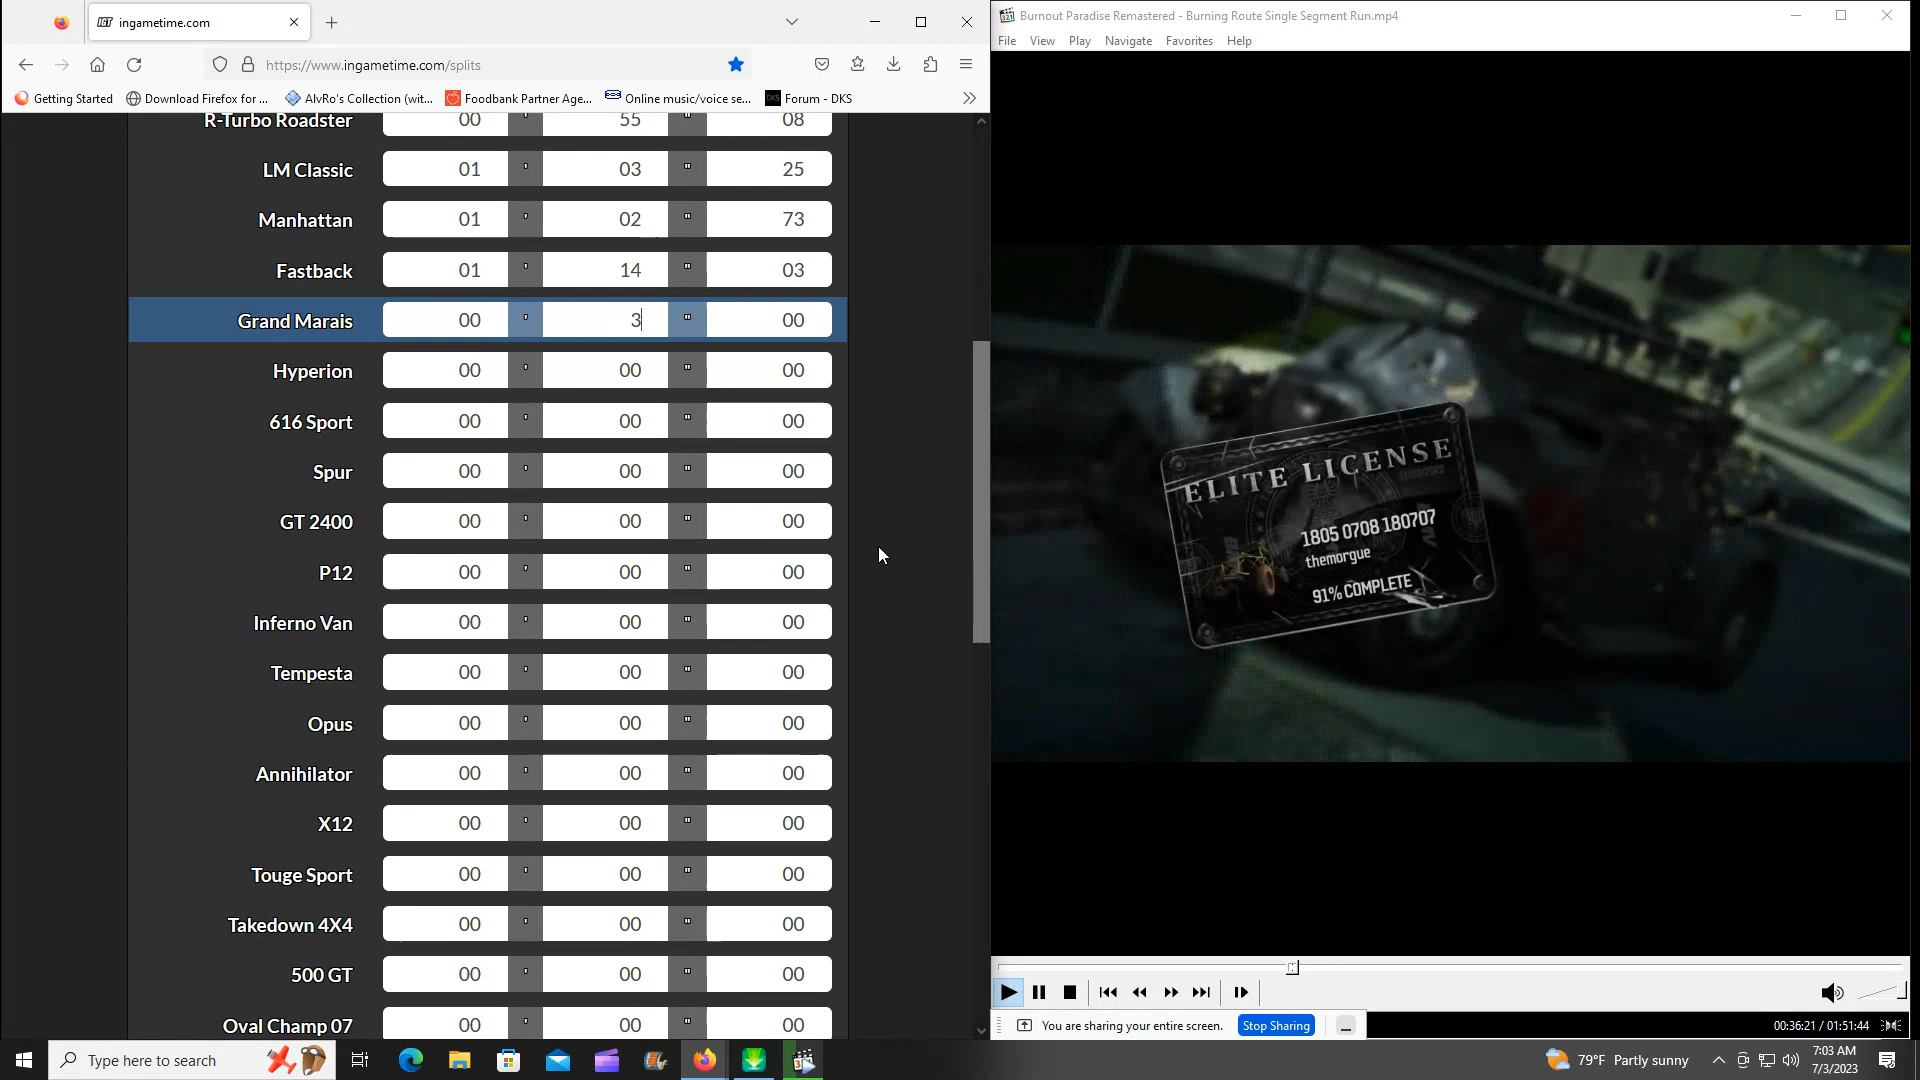 ingametime.com
https://www.ingametime.com/splits
Getting Started
Download Firefox for ...
AlvRo's Collection (wit...
Foodbank Partner Age...
Online music/voice se...
DKS
Forum - DKS
R-Turbo Roadster 00 ' 55 " 08
LM Classic 01 ' 03 " 25
Manhattan 01 ' 02 " 73
Fastback 01 ' 14 " 03
Grand Marais 00 ' 3 " 00
Hyperion 00 ' 00 " 00
616 Sport 00 ' 00 " 00
Spur 00 ' 00 " 00
GT 2400 00 ' 00 " 00
P12 00 ' 00 " 00
Inferno Van 00 ' 00 " 00
Tempesta 00 ' 00 " 00
Opus 00 ' 00 " 00
Annihilator 00 ' 00 " 00
X12 00 ' 00 " 00
Touge Sport 00 ' 00 " 00
Takedown 4X4 00 ' 00 " 00
500 GT 00 ' 00 " 00
Oval Champ 07 00 ' 00 " 00
Burnout Paradise Remastered - Burning Route Single Segment Run.mp4
File View Play Navigate Favorites Help
ELITE LICENSE
1805 0708 180707
themorgue
91% COMPLETE
You are sharing your entire screen.
Stop Sharing
00:36:21 / 01:51:44
Type here to search
79°F Partly sunny
7:03 AM
7/3/2023